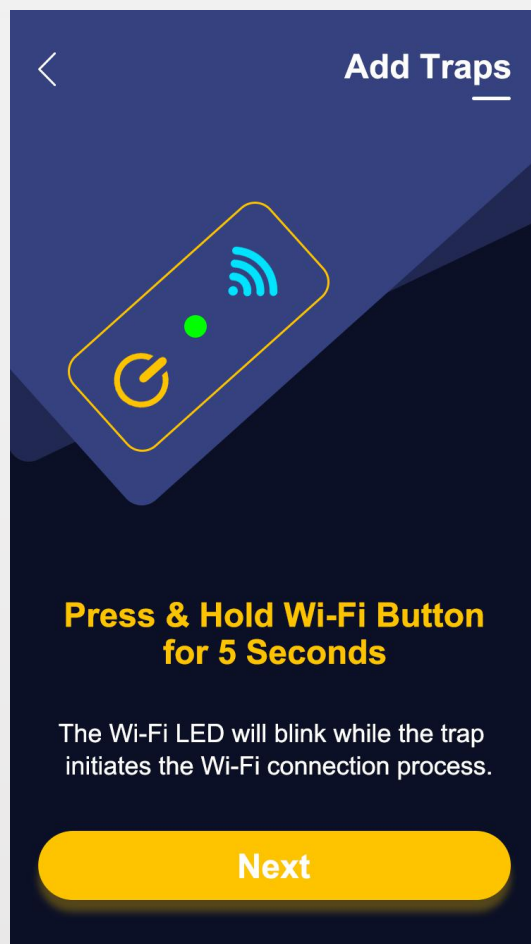 Add Traps
Press & Hold Wi-Fi Button
for 5 Seconds
The Wi-Fi LED will blink while the trap
initiates the Wi-Fi connection process.
Next